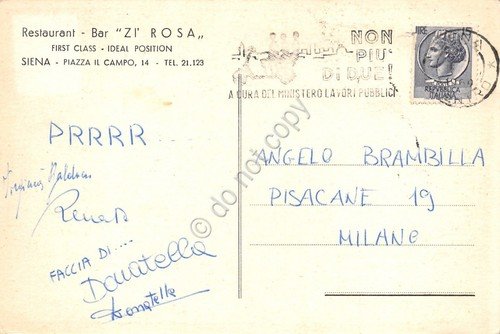 Restaurant - Bar "ZI' ROSA„
FIRST CLASS - IDEAL POSITION
SIENA - PIAZZA IL CAMPO, 14 - TEL. 21.123
NON
PIU'
DI DUE!
A CURA DEL MINISTERO LAVORI PUBBLICI
LIRE
REPUBBLICA
ITALIANA
PRRRR
Renato
FACCIA DI....
Donatella
Donatella
ANGELO BRAMBILLA
PISACANE 19
MILANO
do not copy